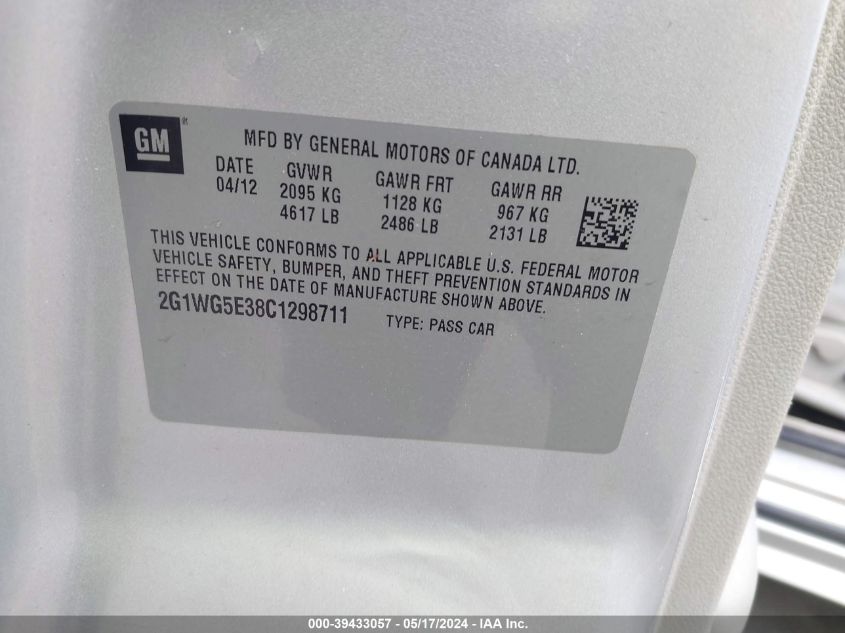 GM
MFD BY GENERAL MOTORS OF CANADA LTD.
DATE GVWR GAWR FRT GAWR RR
04/12 2095 KG 1128 KG 967 KG
4617 LB 2486 LB 2131 LB
THIS VEHICLE CONFORMS TO ALL APPLICABLE U.S. FEDERAL MOTOR
VEHICLE SAFETY, BUMPER, AND THEFT PREVENTION STANDARDS IN
EFFECT ON THE DATE OF MANUFACTURE SHOWN ABOVE.
2G1WG5E38C1298711 TYPE: PASS CAR
000-39433057 - 05/17/2024 - IAA Inc.